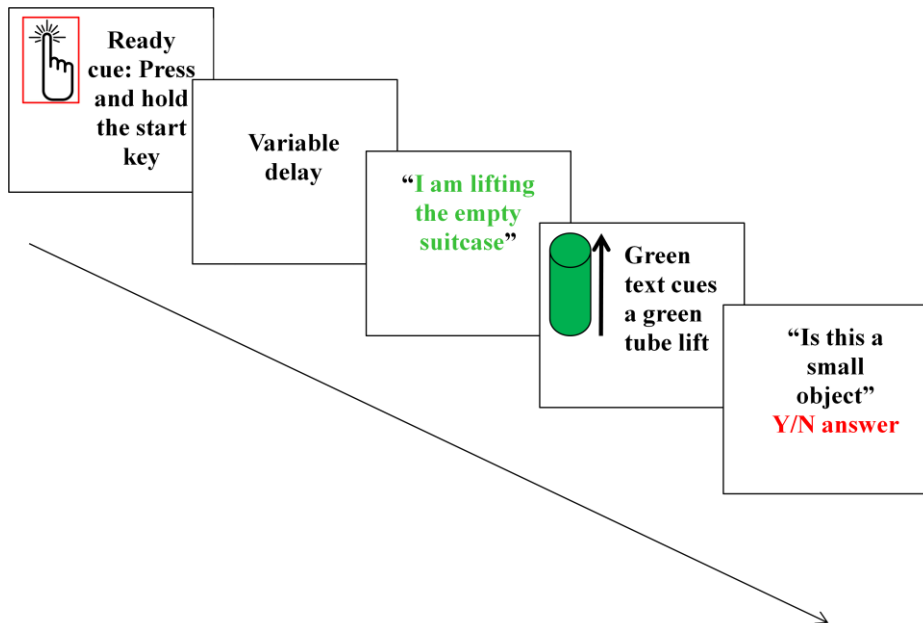 Ready
cue: Press
and hold
the start
key
Variable
delay
“I am lifting
the empty
suitcase”
Green
text cues
a green
tube lift
“Is this a
small
object”
Y/N answer